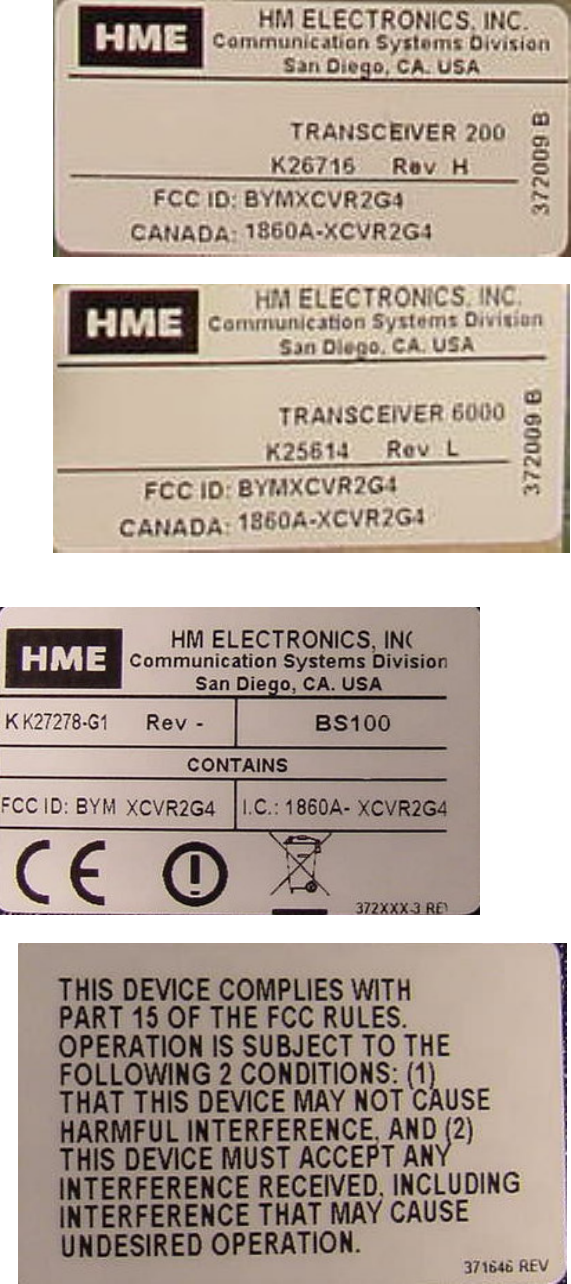 HME
HM ELECTRONICS, INC.
Communication Systems Division
San Diego, CA. USA
TRANSCEIVER 200
K26716 Rev H
FCC ID: BYMXCVR2G4
CANADA: 1860A-XCVR2G4
372009 B
HME
HM ELECTRONICS, INC.
Communication Systems Division
San Diego, CA. USA
TRANSCEIVER 6000
K25614 Rev L
FCC ID: BYMXCVR2G4
CANADA: 1860A-XCVR2G4
372009 B
HME
HM ELECTRONICS, INC
Communication Systems Division
San Diego, CA. USA
K K27278-G1 Rev - BS100
CONTAINS
FCC ID: BYM XCVR2G4 I.C.: 1860A- XCVR2G4
CE
372XXX-3 REV
THIS DEVICE COMPLIES WITH
PART 15 OF THE FCC RULES.
OPERATION IS SUBJECT TO THE
FOLLOWING 2 CONDITIONS: (1)
THAT THIS DEVICE MAY NOT CAUSE
HARMFUL INTERFERENCE, AND (2)
THIS DEVICE MUST ACCEPT ANY
INTERFERENCE RECEIVED, INCLUDING
INTERFERENCE THAT MAY CAUSE
UNDESIRED OPERATION.
371646 REV